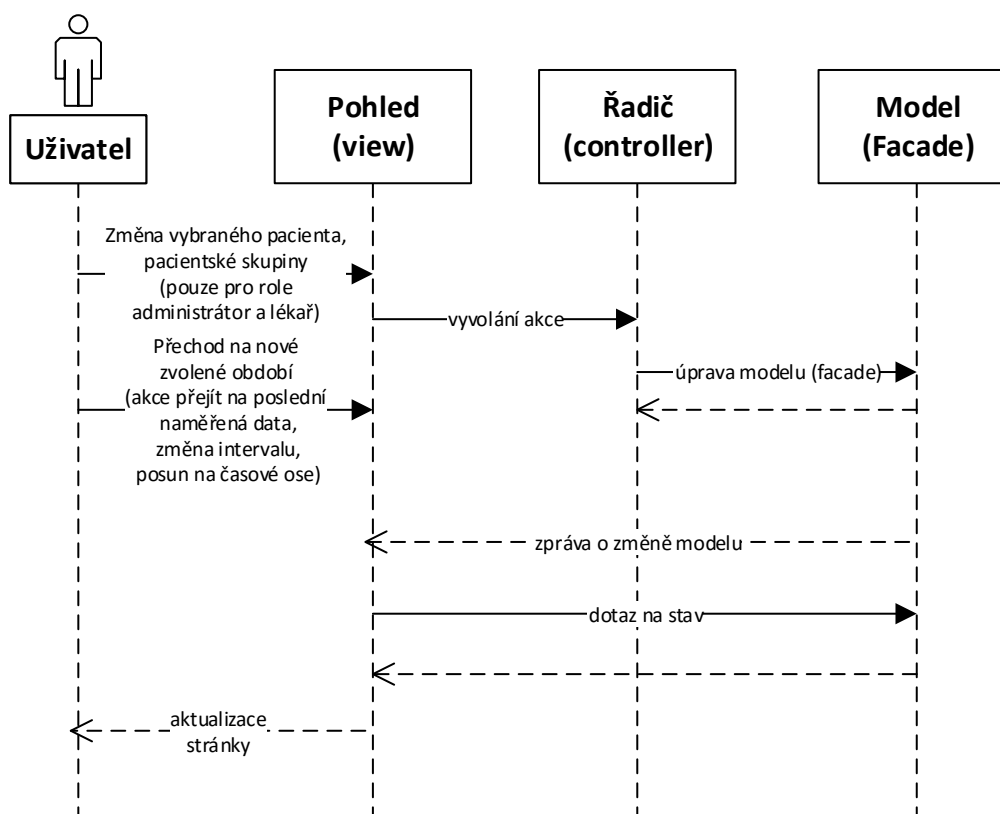 Uživatel
Pohled
(view)
Řadič
(controller)
Model
(Facade)
Změna vybraného pacienta,
pacientské skupiny
(pouze pro role
administrátor a lékař)
vyvolání akce
Přechod na nové
zvolené období
(akce přejít na poslední
naměřená data,
změna intervalu,
posun na časové ose)
úprava modelu (facade)
zpráva o změně modelu
dotaz na stav
aktualizace
stránky